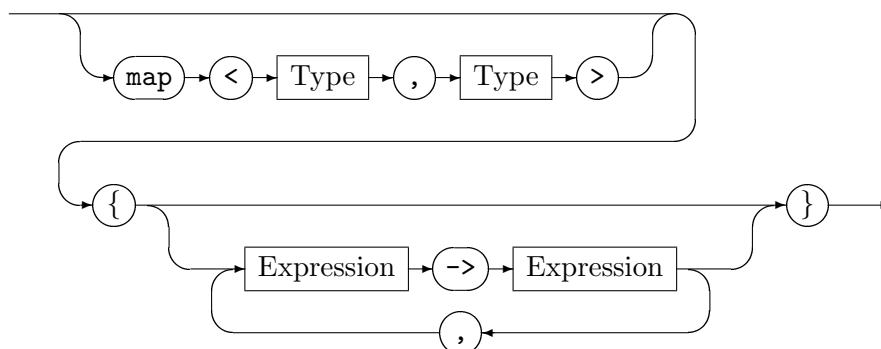 map < Type , Type >
{ }
Expression -> Expression
,